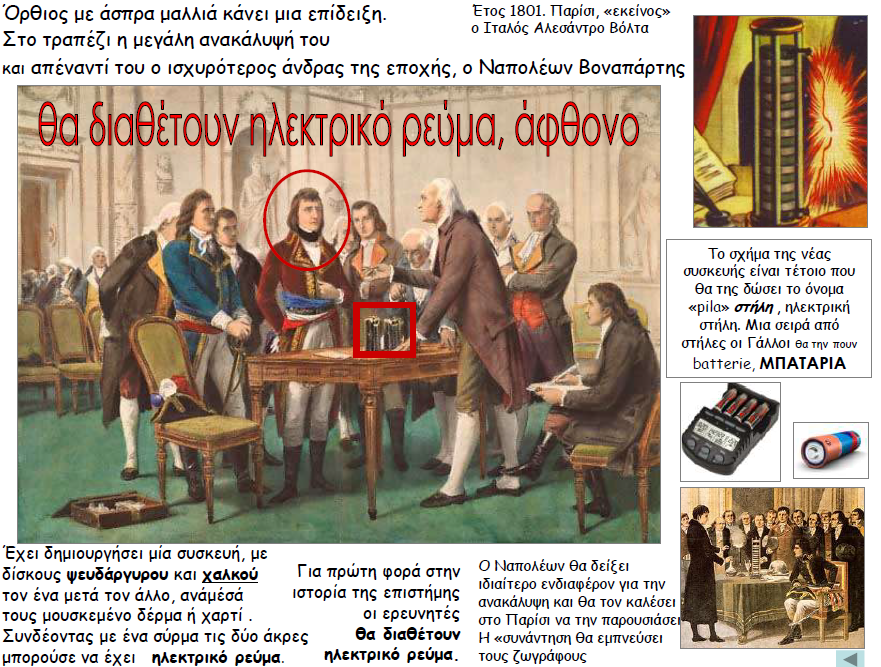 Όρθιος με άσπρα μαλλιά κάνει μια επίδειξη.
Στο τραπέζι η μεγάλη ανακάλυψή του
και απέναντί του ο ισχυρότερος άνδρας της εποχής, ο Ναπολέων Βοναπάρτης
Έτος 1801. Παρίσι, «εκείνος»
ο Ιταλός Αλεσάντρο Βόλτα
θα διαθέτουν ηλεκτρικό ρεύμα, άφθονο
Το σχήμα της νέας
συσκευής είναι τέτοιο που
θα της δώσει το όνομα
«pila» στήλη , ηλεκτρική
στήλη. Μια σειρά από
στήλες οι Γάλλοι θα την πουν
batterie, ΜΠΑΤΑΡΙΑ
Έχει δημιουργήσει μία συσκευή, με
δίσκους ψευδάργυρου και χαλκού
τον ένα μετά τον άλλο, ανάμέσά
τους μουσκεμένο δέρμα ή χαρτί .
Συνδέοντας με ένα σύρμα τις δύο άκρες
μπορούσε να έχει ηλεκτρικό ρεύμα.
Για πρώτη φορά στην
ιστορία της επιστήμης
οι ερευνητές
θα διαθέτουν
ηλεκτρικό ρεύμα.
Ο Ναπολέων θα δείξει
ιδιαίτερο ενδιαφέρον για την
ανακάλυψη και θα τον καλέσει
στο Παρίσι να την παρουσιάσει
Η «συνάντηση θα εμπνεύσει
τους ζωγράφους